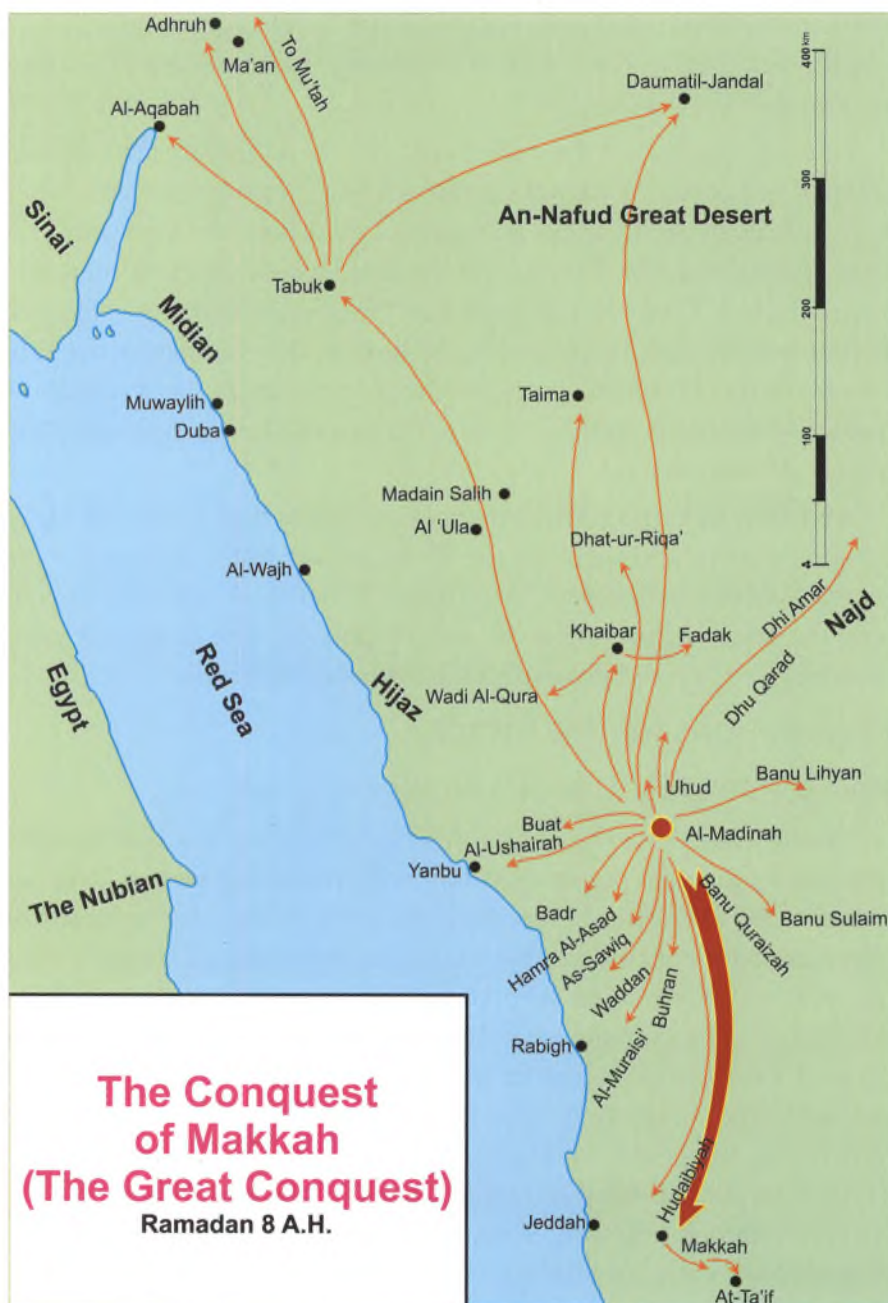 Adhruh
Ma'an
To Mu'tah
Al-Aqabah
Daumatil-Jandal
400 km
300
200
100
Sinai
An-Nafud Great Desert
Tabuk
Midian
Muwaylih
Duba
Taima
Madain Salih
Al 'Ula
Dhat-ur-Riqa'
Al-Wajh
Khaibar
Fadak
Dhi Amar
Najd
Wadi Al-Qura
Dhu Qarad
Egypt
Red Sea
Hijaz
Uhud
Banu Lihyan
Buat
Al-Madinah
Al-Ushairah
Yanbu
The Nubian
Badr
Hamra Al-Asad
As-Sawiq
Waddan
Buhran
Banu Quraizah
Banu Sulaim
Rabigh
Al-Muraisi'
The Conquest
of Makkah
(The Great Conquest)
Ramadan 8 A.H.
Jeddah
Hudaibiyah
Makkah
At-Ta'if